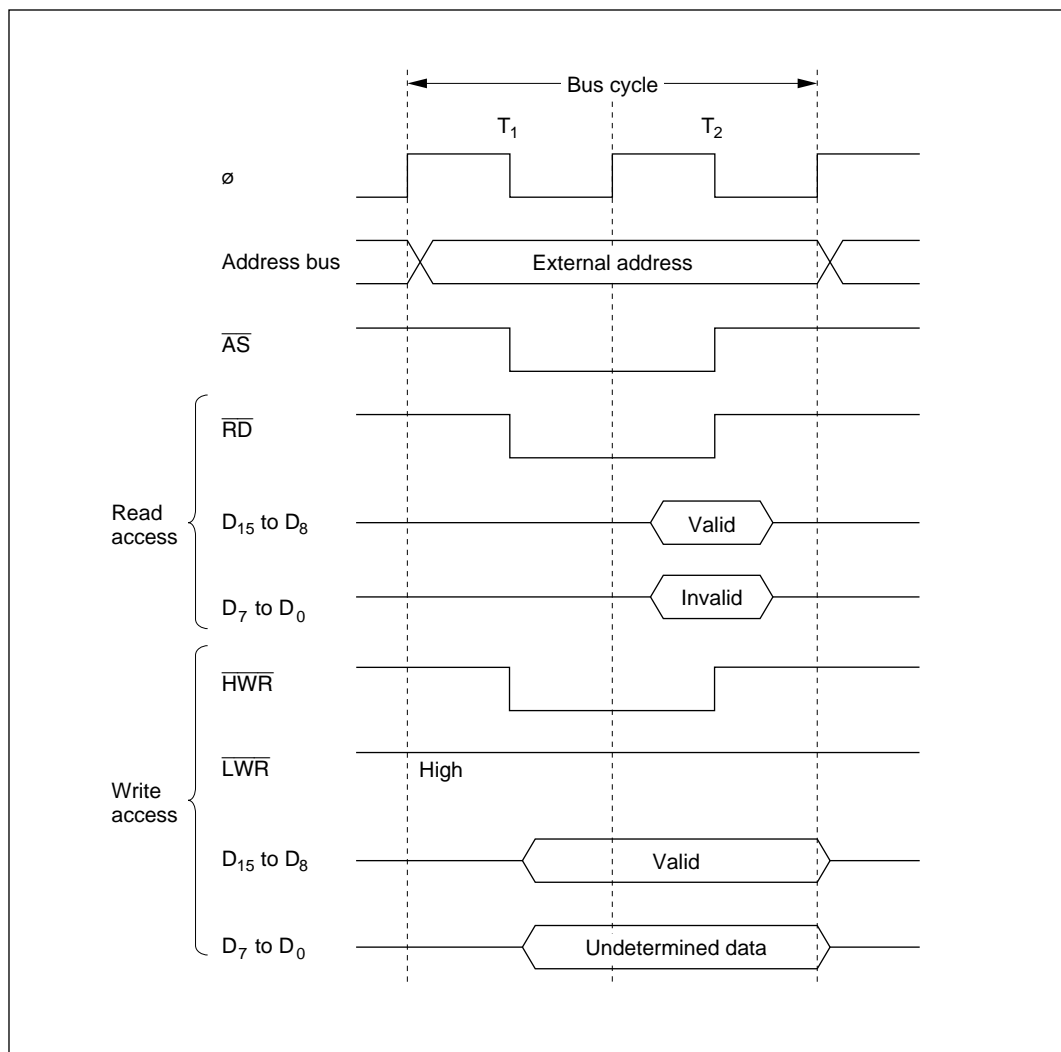 Bus cycle
T1 T2
ø
Address bus External address
AS
RD
Read
access
D15 to D8 Valid
D7 to D0 Invalid
HWR
LWR High
Write
access
D15 to D8 Valid
D7 to D0 Undetermined data